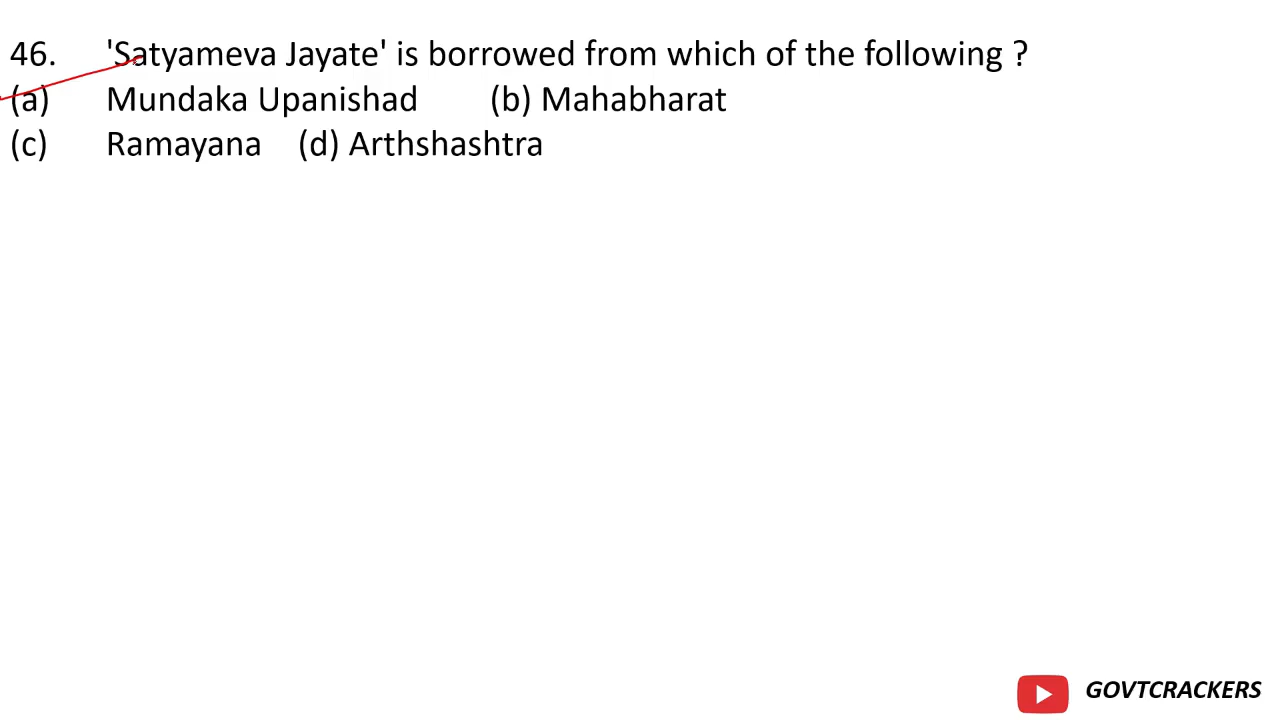 46. 'Satyameva Jayate' is borrowed from which of the following ?
(a) Mundaka Upanishad (b) Mahabharat
(c) Ramayana (d) Arthshashtra
GOVTCRACKERS